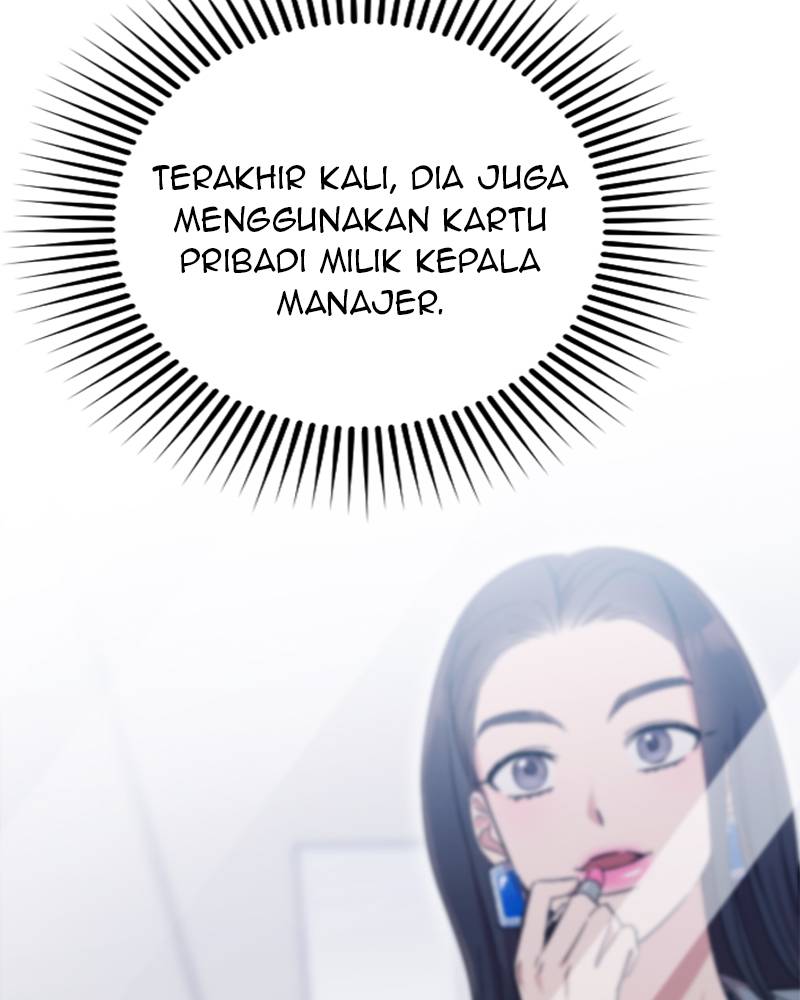 TERAKHIR KALI, DIA JUGA
MENGGUNAKAN KARTU
PRIBADI MILIK KEPALA
MANAJER.